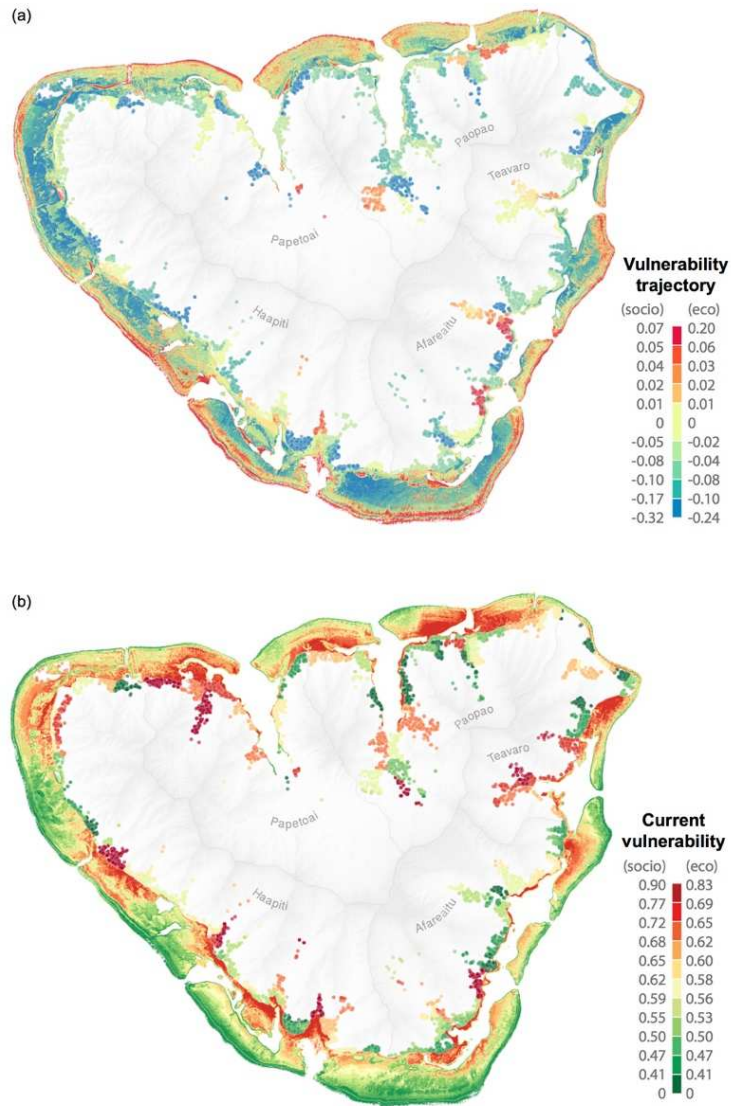 (a)
Paopao
Teavaro
Papetoai
Haapiti
Afareaitu
Vulnerability
trajectory
(socio) (eco)
0.07 0.20
0.05 0.06
0.04 0.03
0.02 0.02
0.01 0.01
0 0
-0.05 -0.02
-0.08 -0.04
-0.10 -0.08
-0.17 -0.10
-0.32 -0.24
(b)
Paopao
Teavaro
Papetoai
Haapiti
Afareaitu
Current
vulnerability
(socio) (eco)
0.90 0.83
0.77 0.69
0.72 0.65
0.68 0.62
0.65 0.60
0.62 0.58
0.59 0.56
0.55 0.53
0.50 0.50
0.47 0.47
0.41 0.41
0 0